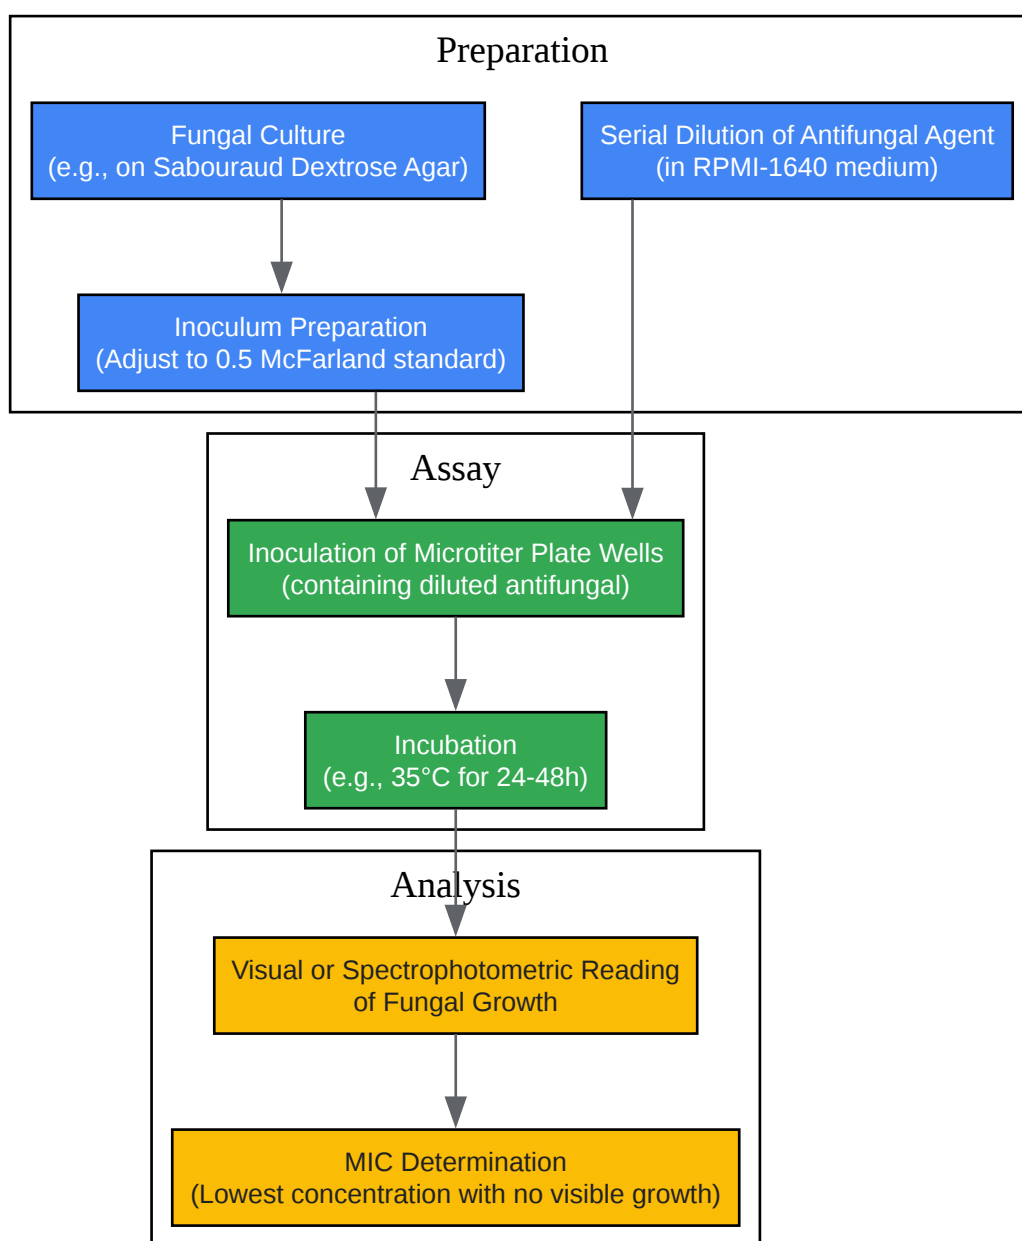 Preparation
Fungal Culture
(e.g., on Sabouraud Dextrose Agar)
Serial Dilution of Antifungal Agent
(in RPMI-1640 medium)
Inoculum Preparation
(Adjust to 0.5 McFarland standard)
Assay
Inoculation of Microtiter Plate Wells
(containing diluted antifungal)
Incubation
(e.g., 35°C for 24-48h)
Analysis
Visual or Spectrophotometric Reading
of Fungal Growth
MIC Determination
(Lowest concentration with no visible growth)